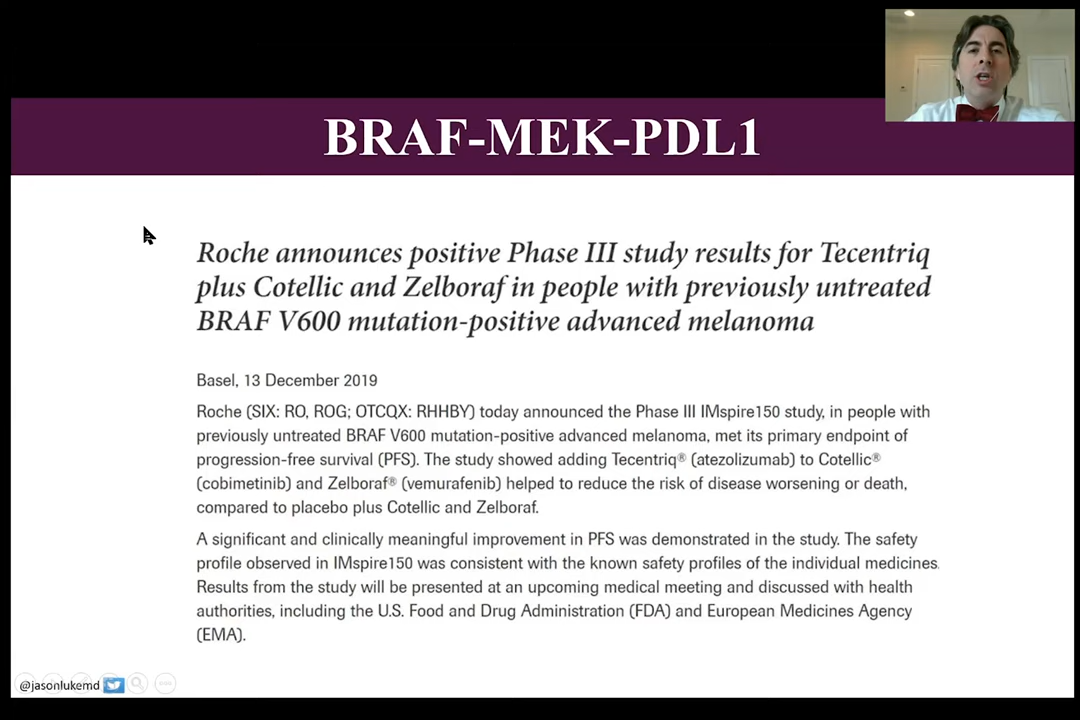 BRAF-MEK-PDL1
Roche announces positive Phase III study results for Tecentriq
plus Cotellic and Zelboraf in people with previously untreated
BRAF V600 mutation-positive advanced melanoma
Basel, 13 December 2019
Roche (SIX: RO, ROG; OTCQX: RHHBY) today announced the Phase III IMspire150 study, in people with
previously untreated BRAF V600 mutation-positive advanced melanoma, met its primary endpoint of
progression-free survival (PFS). The study showed adding Tecentriq® (atezolizumab) to Cotellic®
(cobimetinib) and Zelboraf® (vemurafenib) helped to reduce the risk of disease worsening or death,
compared to placebo plus Cotellic and Zelboraf.
A significant and clinically meaningful improvement in PFS was demonstrated in the study. The safety
profile observed in IMspire150 was consistent with the known safety profiles of the individual medicines.
Results from the study will be presented at an upcoming medical meeting and discussed with health
authorities, including the U.S. Food and Drug Administration (FDA) and European Medicines Agency
(EMA).
@jasonlukemd